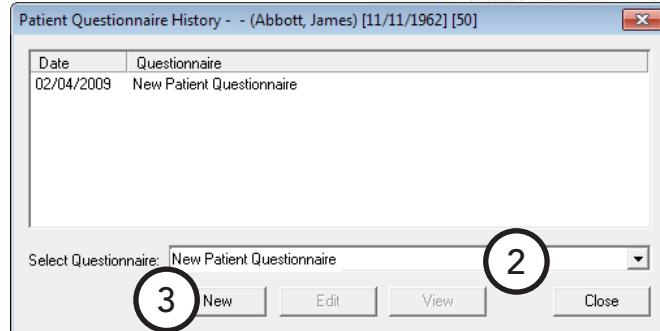 Patient Questionnaire History - - (Abbott, James) [11/11/1962] [50]
Date Questionnaire
02/04/2009 New Patient Questionnaire
Select Questionnaire: New Patient Questionnaire 2
3 New Edit View Close